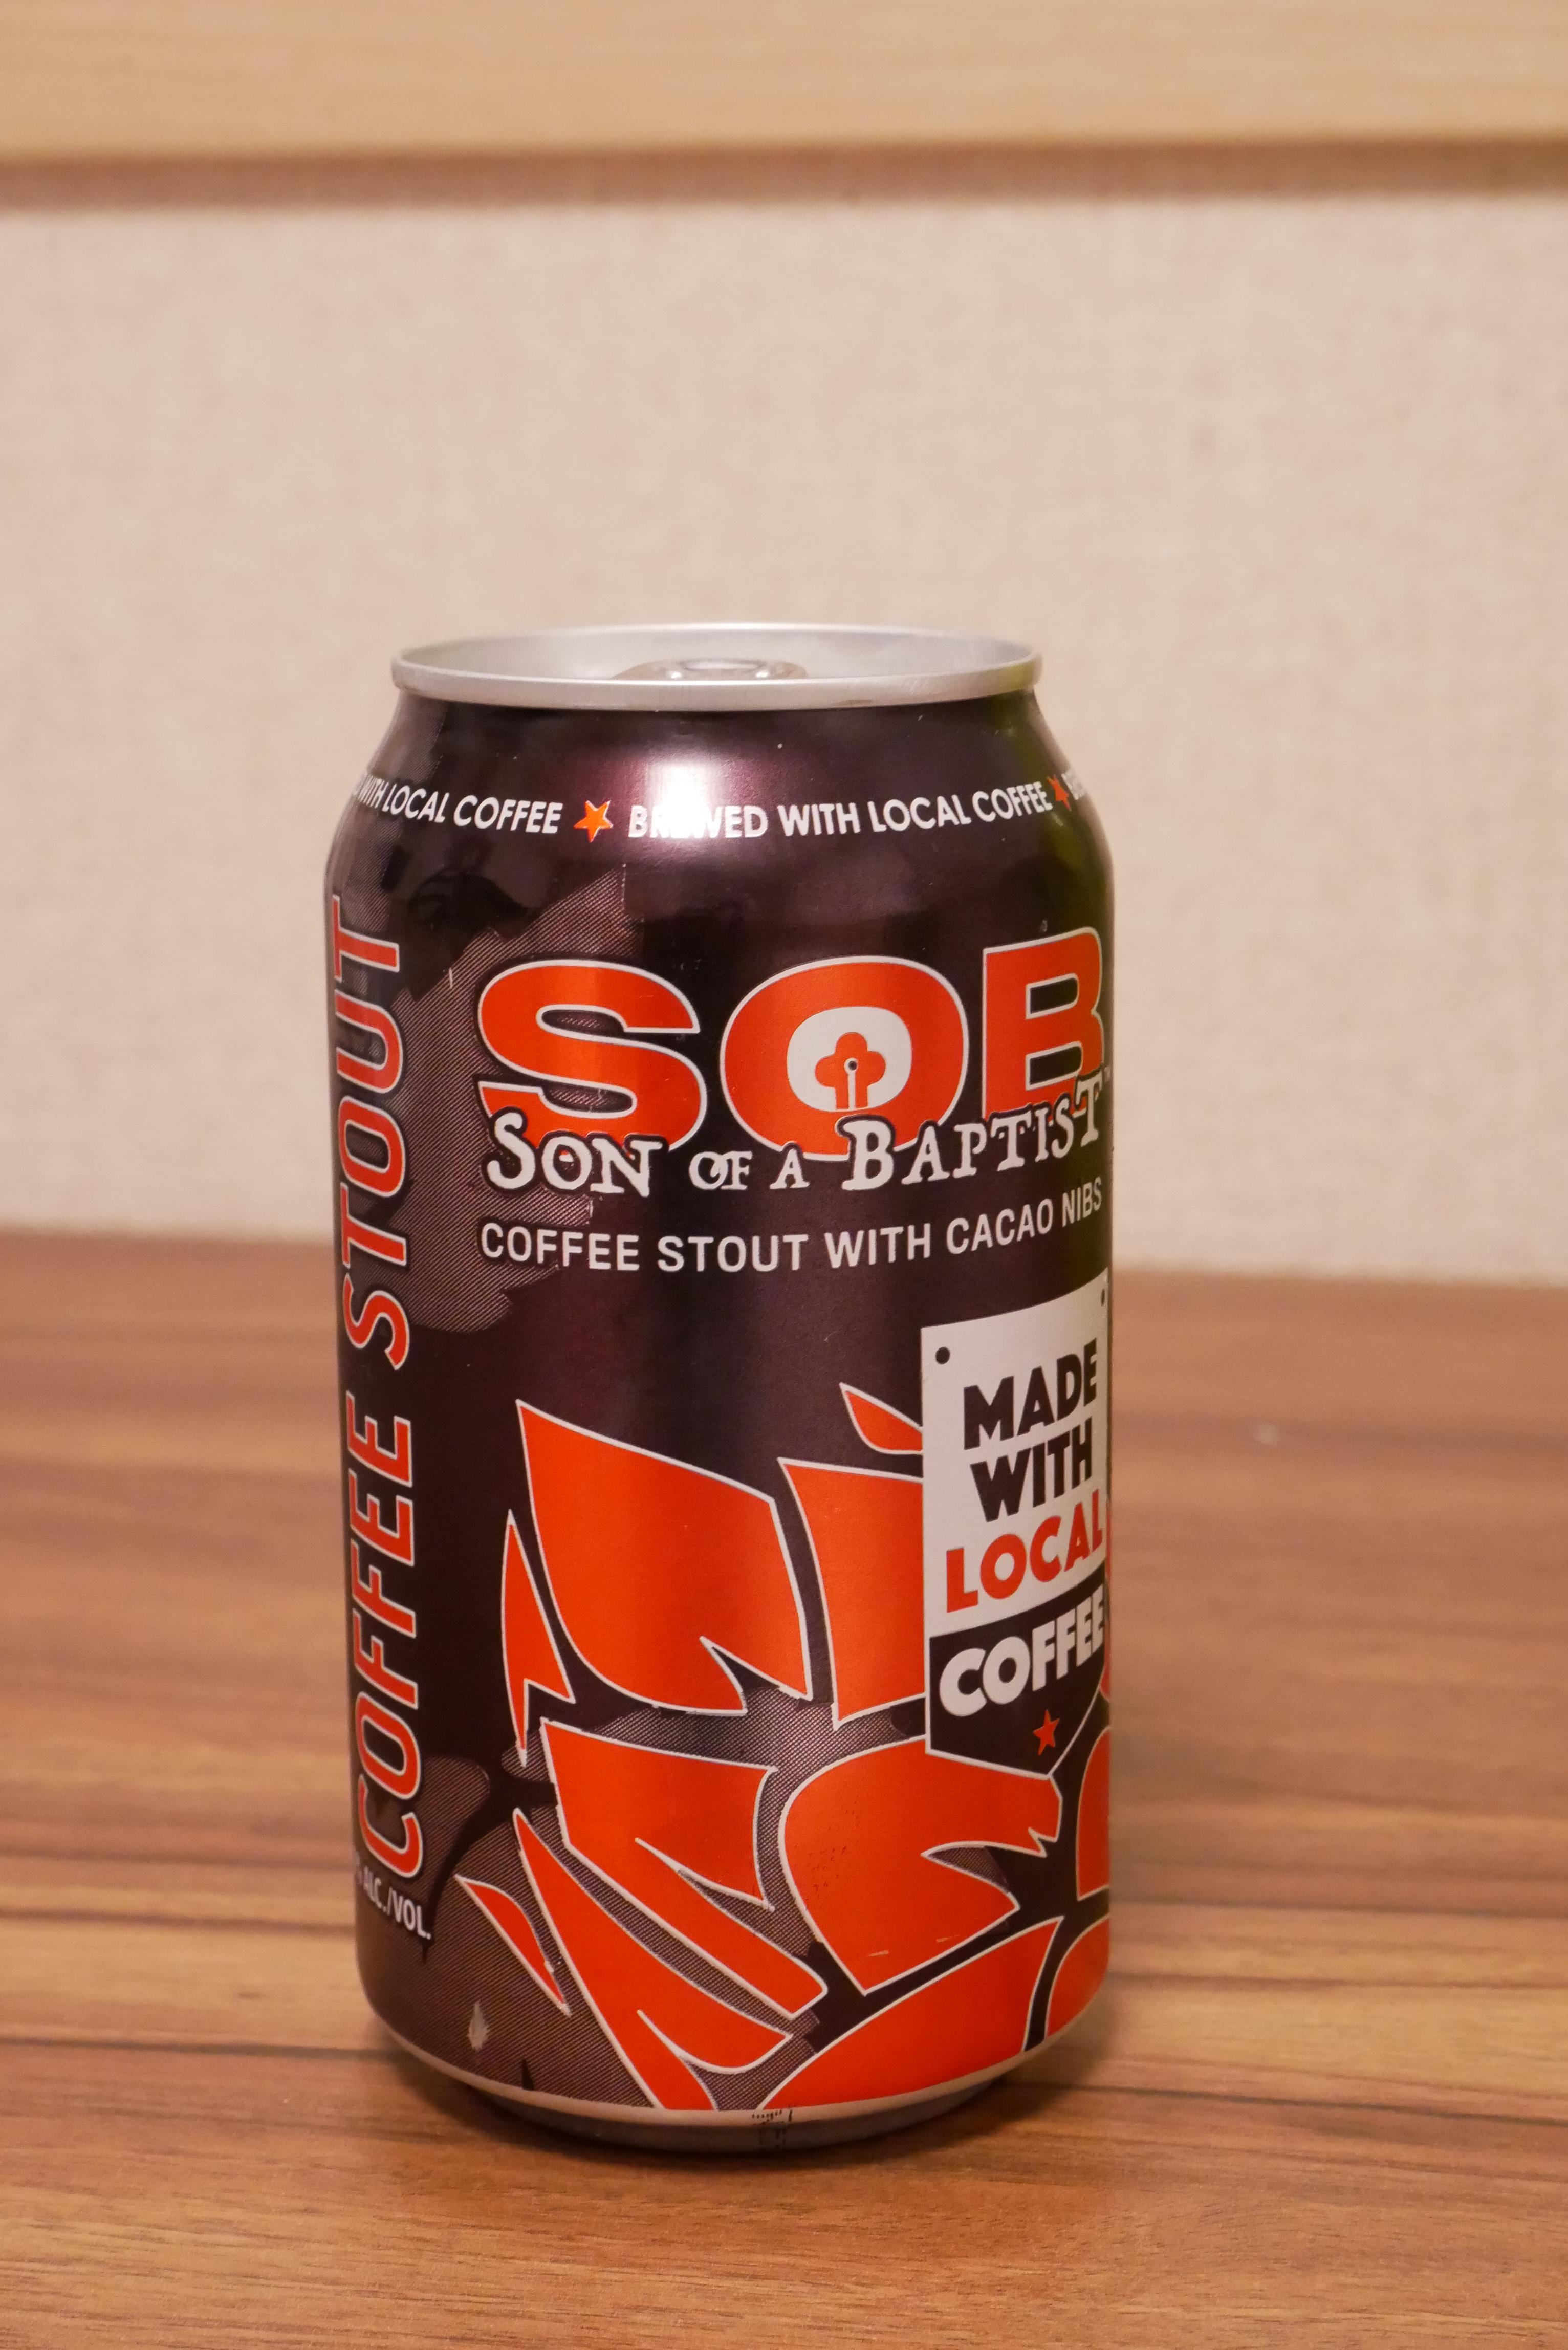 WITH LOCAL COFFEE ★ BREWED WITH LOCAL COFFEE ★
COFFEE STOUT
SOB
SON OF A BAPTIST™
COFFEE STOUT WITH CACAO NIBS
MADE
WITH
LOCAL
COFFEE
% ALC./VOL.